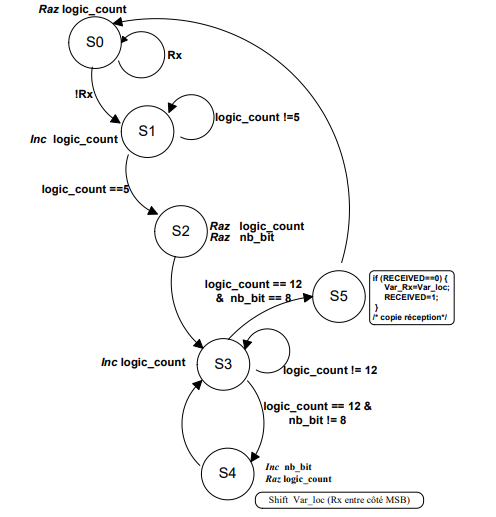 Raz logic_count
S0
Rx
!Rx
S1
logic_count !=5
Inc logic_count
logic_count ==5
S2
Raz logic_count
Raz nb_bit
logic_count == 12
& nb_bit == 8
S5
if (RECEIVED==0) {
Var_Rx=Var_loc;
RECEIVED=1;
}
/* copie réception*/
Inc logic_count
S3
logic_count != 12
logic_count == 12 &
nb_bit != 8
S4
Inc nb_bit
Raz logic_count
Shift Var_loc (Rx entre côté MSB)